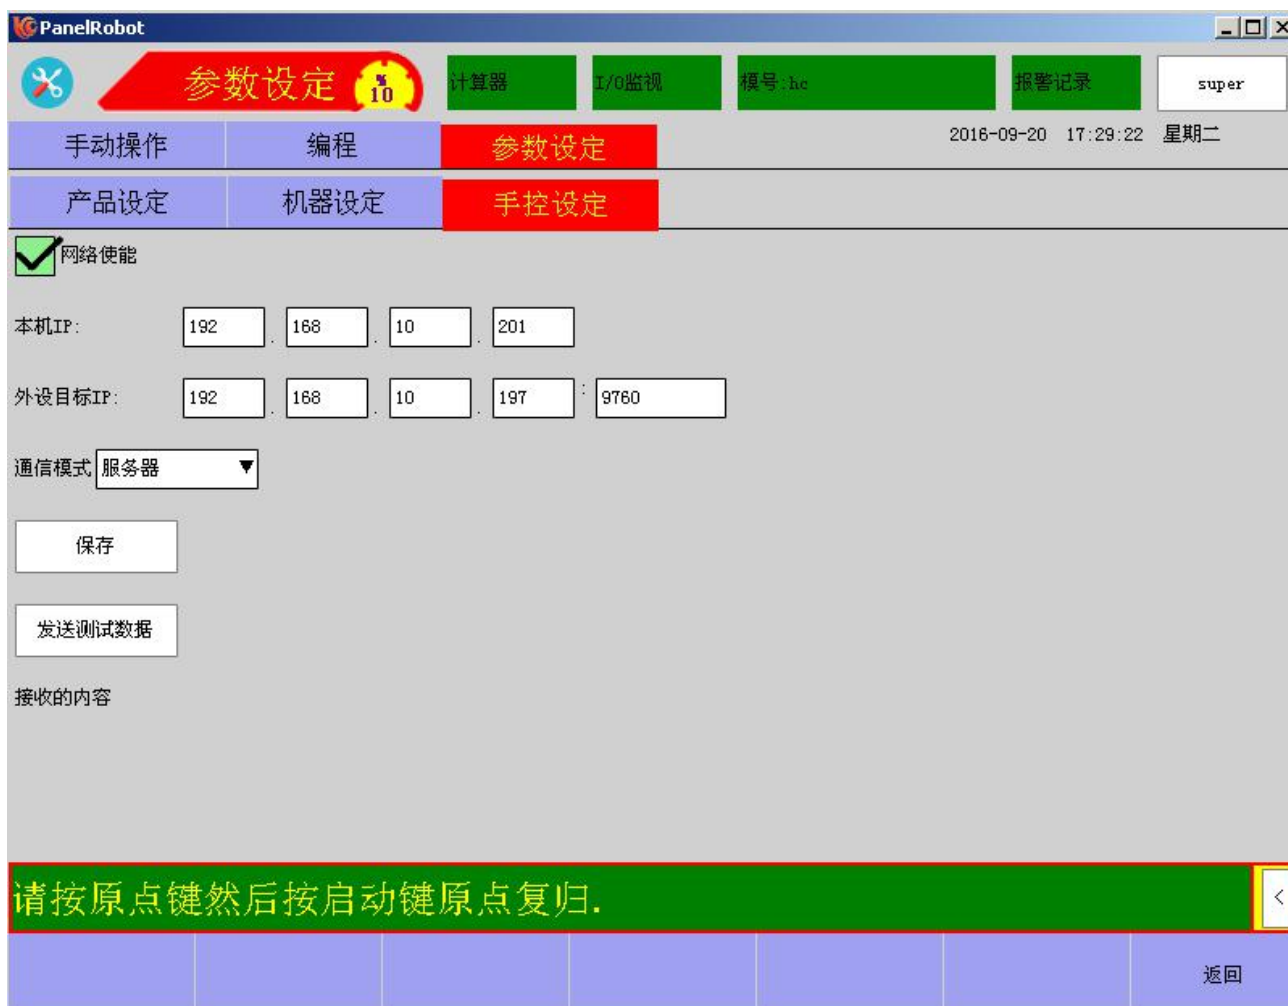 PanelRobot
参数设定 % 10 计算器 I/O监视 模号:hc 报警记录 super
手动操作 编程 参数设定 2016-09-20 17:29:22 星期二
产品设定 机器设定 手控设定
网络使能
本机IP: 192 . 168 . 10 . 201
外设目标IP: 192 . 168 . 10 . 197 : 9760
通信模式 服务器
保存
发送测试数据
接收的内容
请按原点键然后按启动键原点复归.
返回